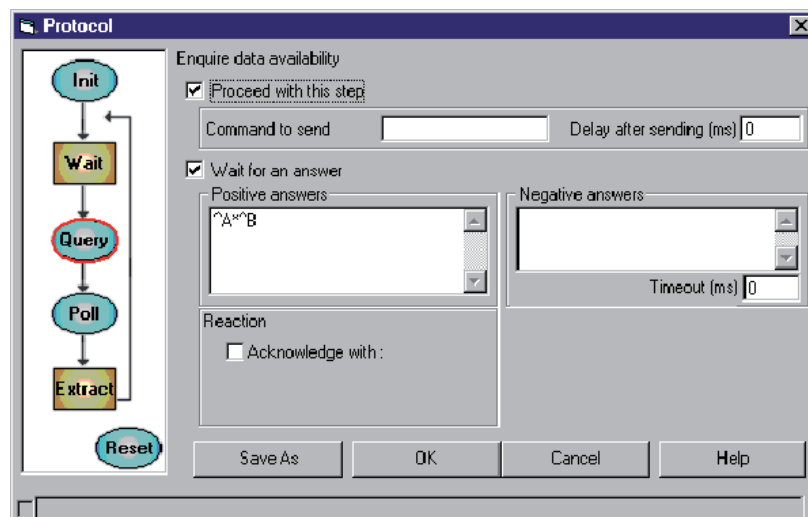 Protocol
Init
Wait
Query
Poll
Extract
Reset
Enquire data availability
Proceed with this step
Command to send
Delay after sending (ms) 0
Wait for an answer
Positive answers
^A*^B
Negative answers
Timeout (ms) 0
Reaction
Acknowledge with :
Save As
OK
Cancel
Help